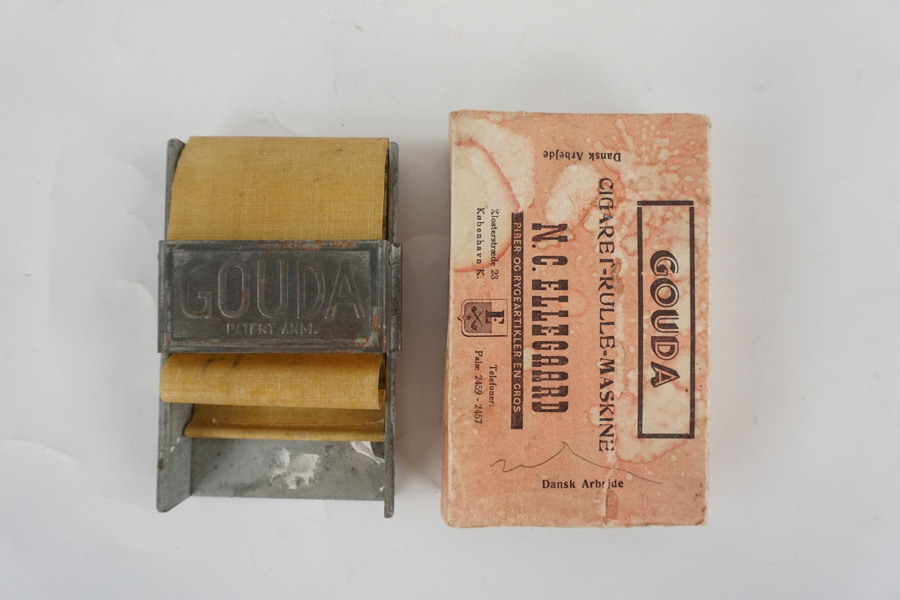 GOUDA
PATENT ANM.
Dansk Arbejde
GOUDA
CIGARET-RULLE-MASKINE
N. C. ELLEGAARD
PIBER OG RYGEARTIKLER EN GROS
Klosterstræde 23
København K.
E
Telefoner:
Palæ 2459 - 2457
Dansk Arbejde